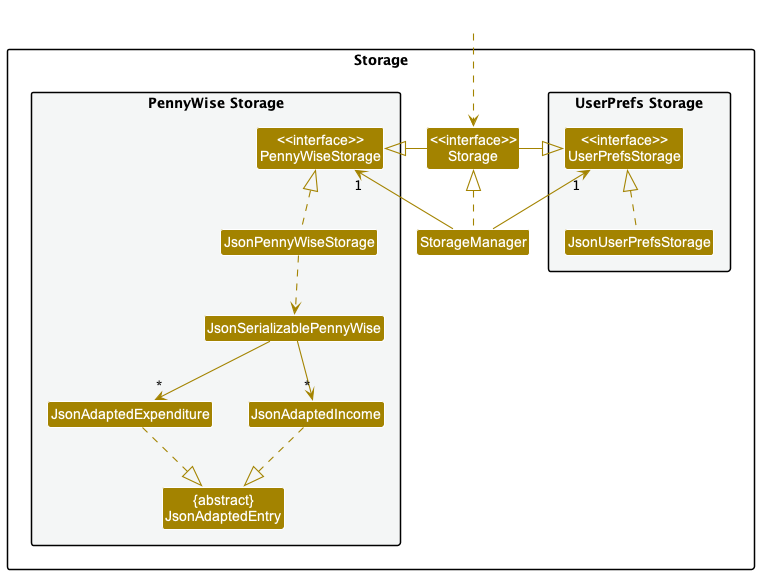 Storage
PennyWise Storage
UserPrefs Storage
<<interface>>
PennyWiseStorage
<<interface>>
Storage
<<interface>>
UserPrefsStorage
1
1
JsonPennyWiseStorage
StorageManager
JsonUserPrefsStorage
JsonSerializablePennyWise
*
*
JsonAdaptedExpenditure
JsonAdaptedIncome
{abstract}
JsonAdaptedEntry